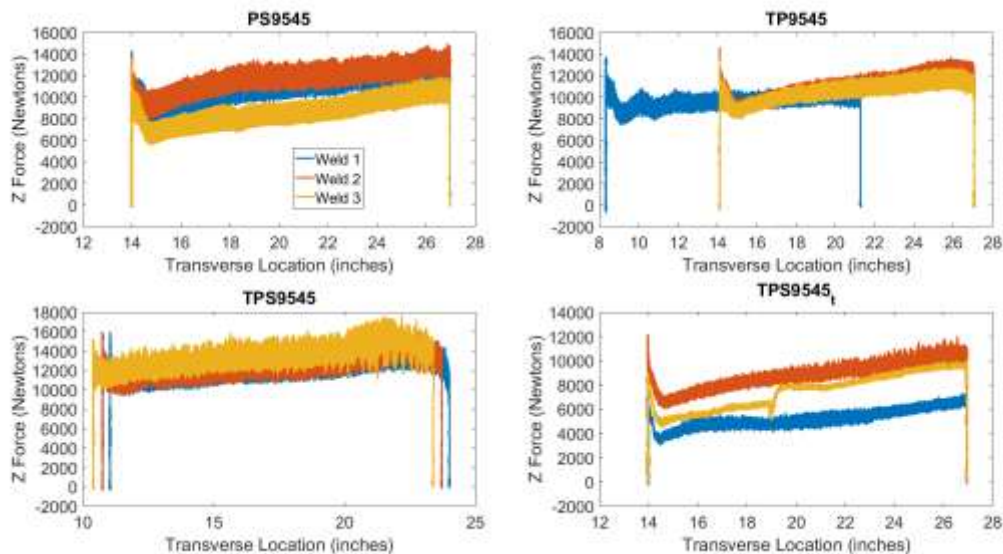 PS9545
16000
14000
12000
10000
8000
6000
4000
2000
0
-2000
Z Force (Newtons)
Weld 1
Weld 2
Weld 3
12 14 16 18 20 22 24 26 28
Transverse Location (inches)
TP9545
16000
14000
12000
10000
8000
6000
4000
2000
0
-2000
Z Force (Newtons)
8 10 12 14 16 18 20 22 24 26 28
Transverse Location (inches)
TPS9545
18000
16000
14000
12000
10000
8000
6000
4000
2000
0
-2000
Z Force (Newtons)
10 15 20 25
Transverse Location (inches)
TPS9545t
14000
12000
10000
8000
6000
4000
2000
0
-2000
Z Force (Newtons)
12 14 16 18 20 22 24 26 28
Transverse Location (inches)